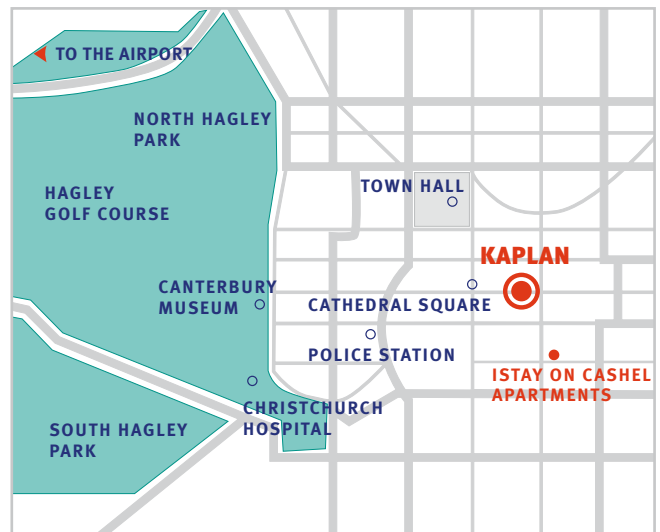 TO THE AIRPORT
NORTH HAGLEY
PARK
HAGLEY
GOLF COURSE
TOWN HALL
KAPLAN
CANTERBURY
MUSEUM
CATHEDRAL SQUARE
POLICE STATION
ISTAY ON CASHEL
APARTMENTS
CHRISTCHURCH
HOSPITAL
SOUTH HAGLEY
PARK